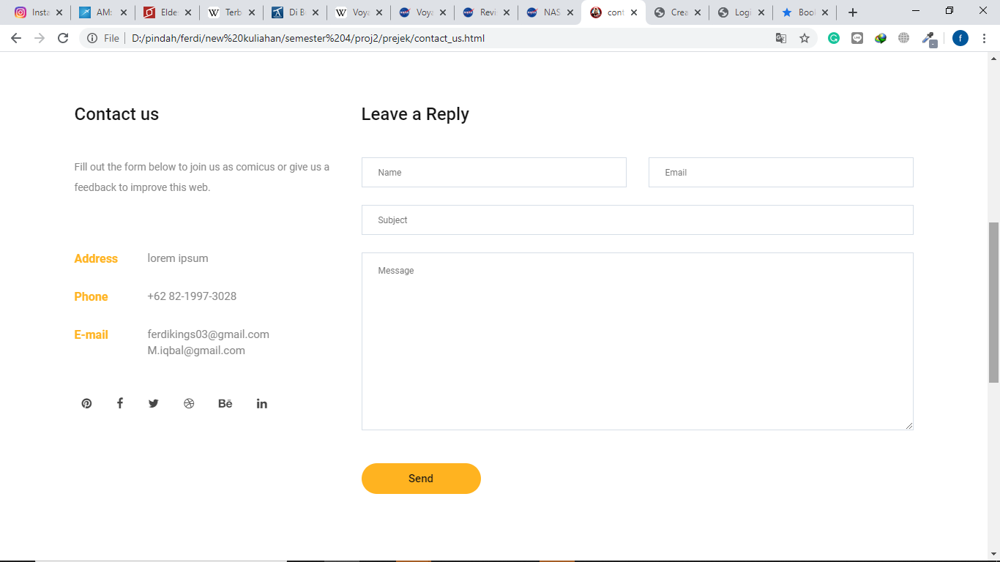 Insta
AMs
Elde
Terb
Di B
Voya
Voya
Revi
NAS
cont
Crea
Logi
Bool
File
D:/pindah/ferdi/new%20kuliahan/semester%204/proj2/prejek/contact_us.html
f
Contact us
Leave a Reply
Fill out the form below to join us as comicus or give us a
feedback to improve this web.
Name
Email
Subject
Message
Address
lorem ipsum
Phone
+62 82-1997-3028
E-mail
ferdikings03@gmail.com
M.iqbal@gmail.com
Send